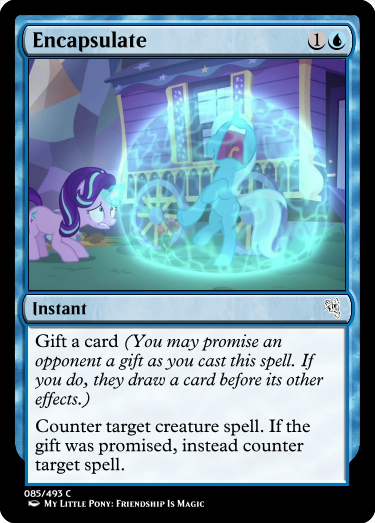 Encapsulate 1
Instant
Gift a card (You may promise an
opponent a gift as you cast this spell. If
you do, they draw a card before its other
effects.)
Counter target creature spell. If the
gift was promised, instead counter
target spell.
085/493 C
My Little Pony: Friendship Is Magic